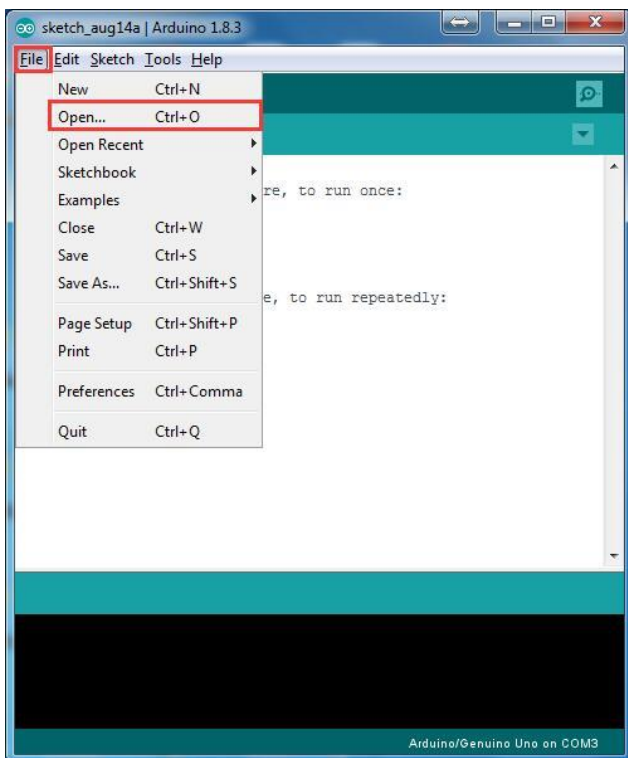 sketch_aug14a | Arduino 1.8.3
File Edit Sketch Tools Help
New Ctrl+N
Open... Ctrl+O
Open Recent
Sketchbook
re, to run once:
Examples
Close Ctrl+W
Save Ctrl+S
Save As... Ctrl+Shift+S
e, to run repeatedly:
Page Setup Ctrl+Shift+P
Print Ctrl+P
Preferences Ctrl+Comma
Quit Ctrl+Q
Arduino/Genuino Uno on COM3